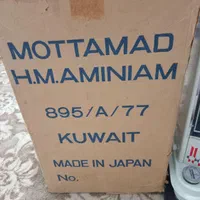 MOTTAMAD
H.M.AMINIAM
895/A/77
KUWAIT
MADE IN JAPAN
No.